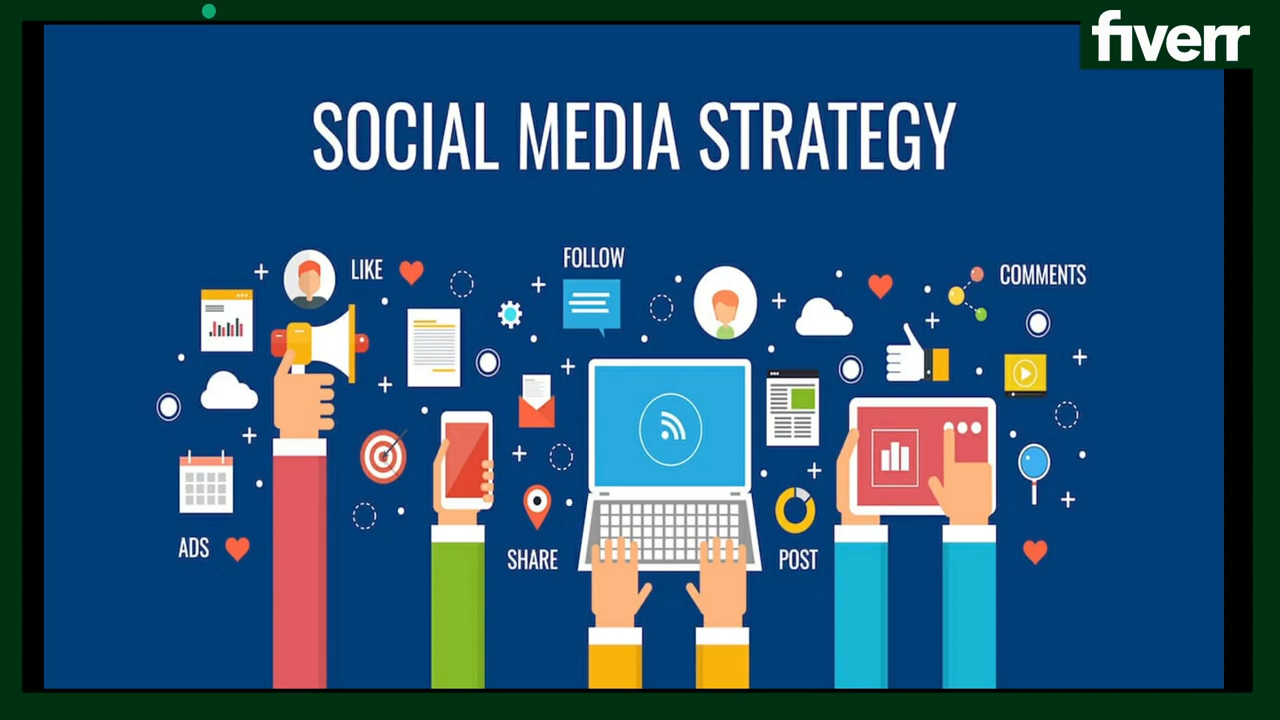 fiverr
SOCIAL MEDIA STRATEGY
FOLLOW
LIKE
COMMENTS
ADS
SHARE
POST